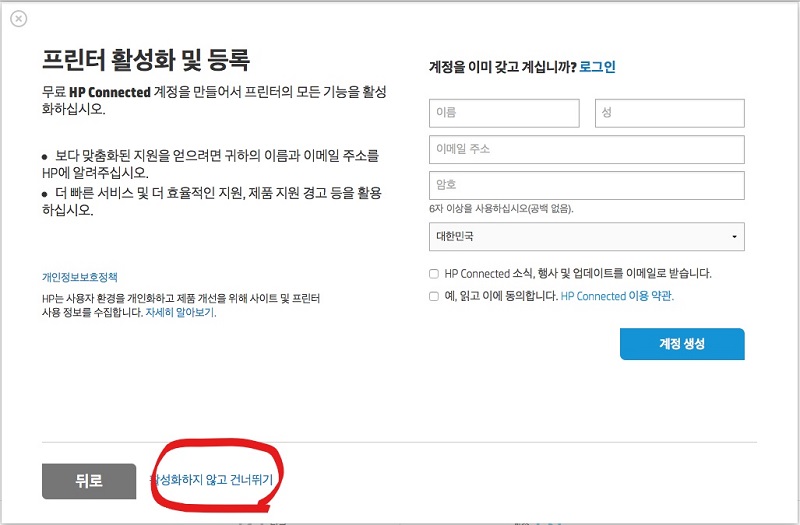 프린터 활성화 및 등록
무료 HP Connected 계정을 만들어서 프린터의 모든 기능을 활성
화하십시오.
● 보다 맞춤화된 지원을 얻으려면 귀하의 이름과 이메일 주소를
HP에 알려주십시오.
● 더 빠른 서비스 및 더 효율적인 지원, 제품 지원 경고 등을 활용
하십시오.
개인정보보호정책
HP는 사용자 환경을 개인화하고 제품 개선을 위해 사이트 및 프린터
사용 정보를 수집합니다. 자세히 알아보기.
계정을 이미 갖고 계십니까? 로그인
이름
성
이메일 주소
암호
6자 이상을 사용하십시오(공백 없음).
대한민국
HP Connected 소식, 행사 및 업데이트를 이메일로 받습니다.
예, 읽고 이에 동의합니다. HP Connected 이용 약관.
계정 생성
뒤로
활성화하지 않고 건너뛰기